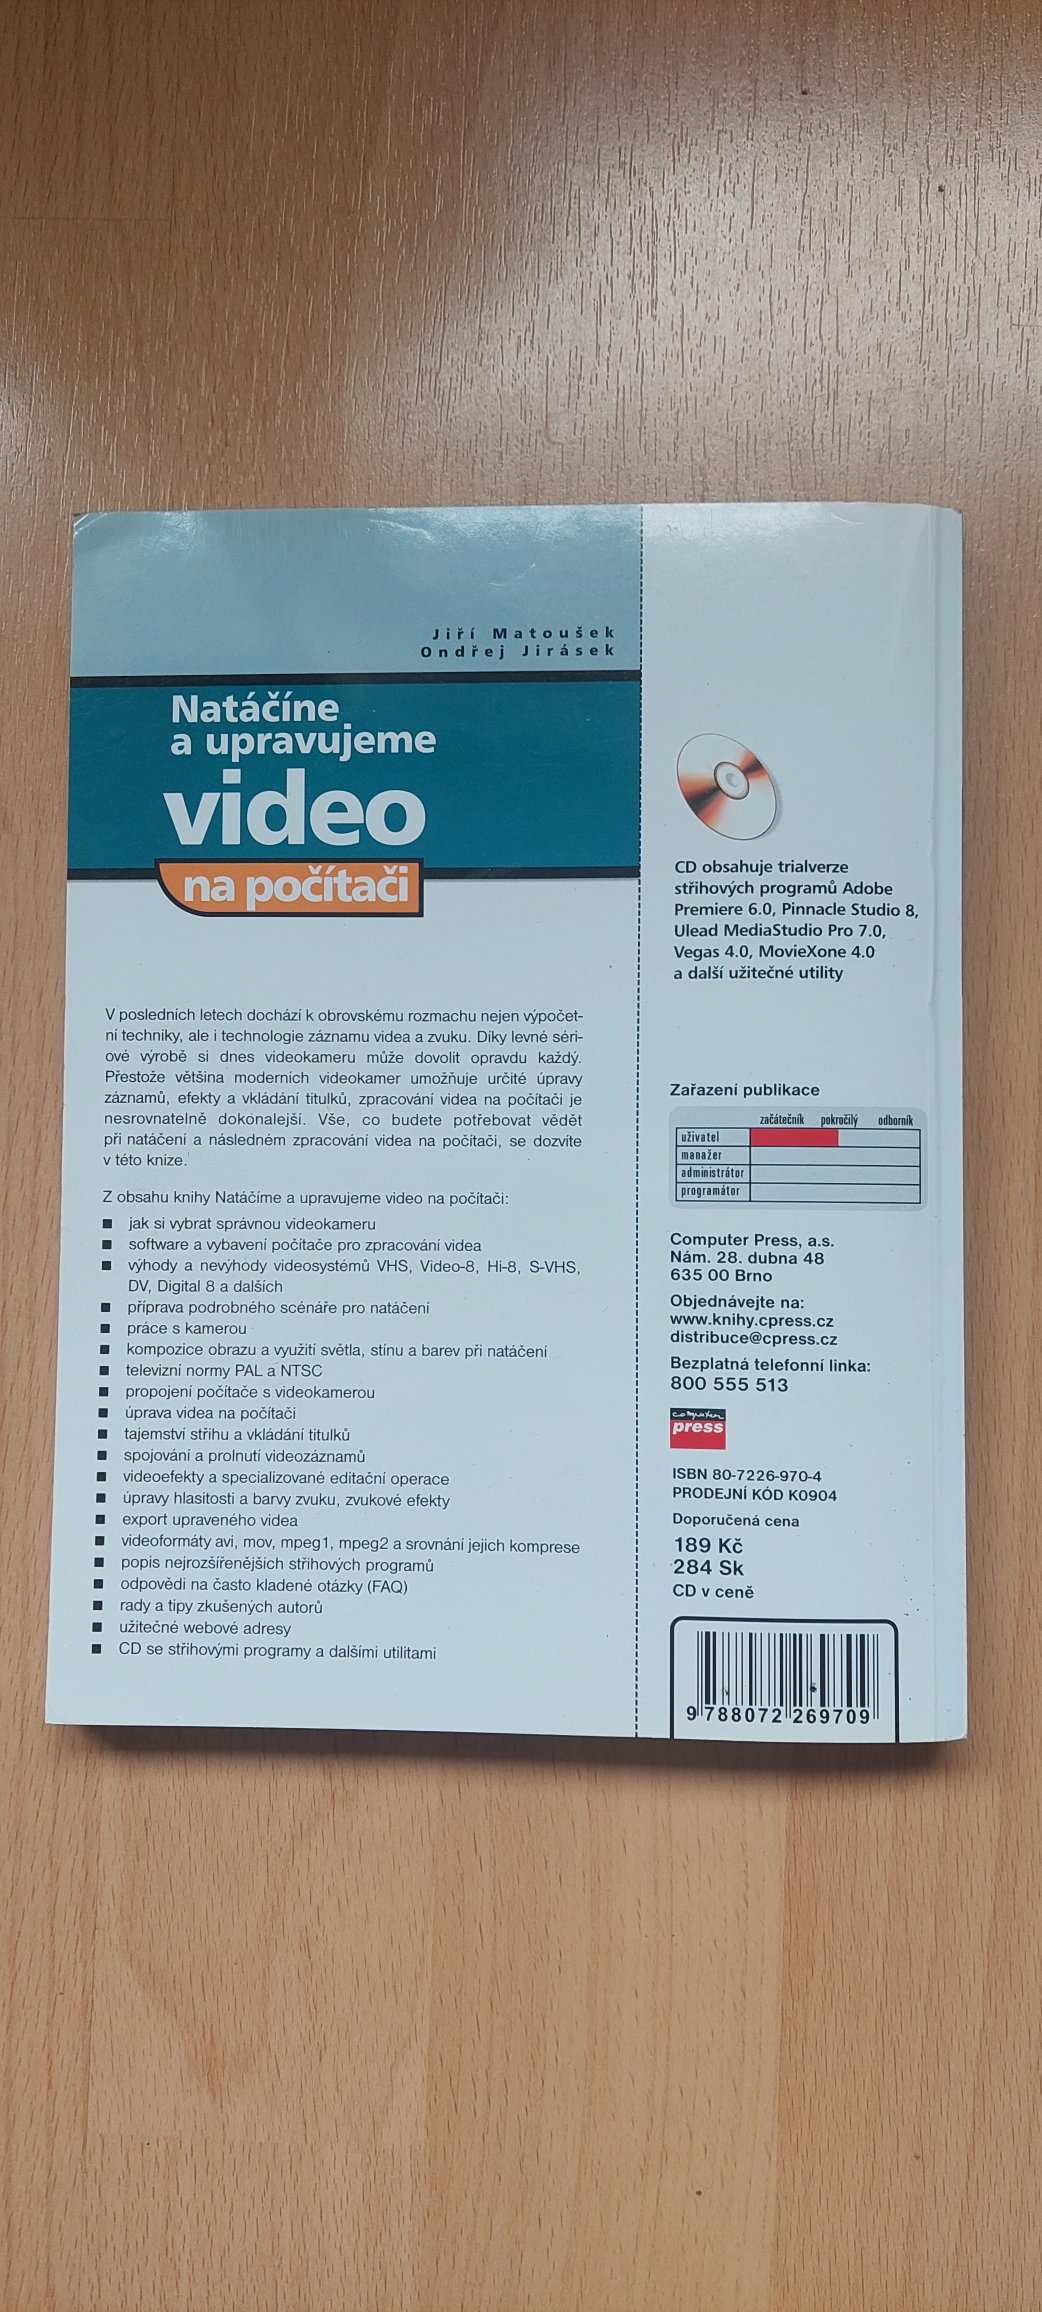 Jiří Matoušek
Ondřej Jirásek
Natáčíne
a upravujeme
video
na počítači
V posledních letech dochází k obrovskému rozmachu nejen výpočet-
ní techniky, ale i technologie záznamu videa a zvuku. Díky levné séri-
ové výrobě si dnes videokameru může dovolit opravdu každý.
Přestože většina moderních videokamer umožňuje určité úpravy
záznamů, efekty a vkládání titulků, zpracování videa na počítači je
nesrovnatelně dokonalejší. Vše, co budete potřebovat vědět
při natáčení a následném zpracování videa na počítači, se dozvíte
v této knize.
Z obsahu knihy Natáčíme a upravujeme video na počítači:
■ jak si vybrat správnou videokameru
■ software a vybavení počítače pro zpracování videa
■ výhody a nevýhody videosystémů VHS, Video-8, Hi-8, S-VHS,
DV, Digital 8 a dalších
■ příprava podrobného scénáře pro natáčení
■ práce s kamerou
■ kompozice obrazu a využití světla, stínu a barev při natáčení
■ televizní normy PAL a NTSC
■ propojení počítače s videokamerou
■ úprava videa na počítači
■ tajemství střihu a vkládání titulků
■ spojování a prolnutí videozáznamů
■ videoefekty a specializované editační operace
■ úpravy hlasitosti a barvy zvuku, zvukové efekty
■ export upraveného videa
■ videoformáty avi, mov, mpeg1, mpeg2 a srovnání jejich komprese
■ popis nejrozšířenějších střihových programů
■ odpovědi na často kladené otázky (FAQ)
■ rady a tipy zkušených autorů
■ užitečné webové adresy
■ CD se střihovými programy a dalšími utilitami
CD obsahuje trialverze
střihových programů Adobe
Premiere 6.0, Pinnacle Studio 8,
Ulead MediaStudio Pro 7.0,
Vegas 4.0, MovieXone 4.0
a další užitečné utility
Zařazení publikace
začátečník pokročilý odborník
uživatel
manažer
administrátor
programátor
Computer Press, a.s.
Nám. 28. dubna 48
635 00 Brno
Objednávejte na:
www.knihy.cpress.cz
distribuce@cpress.cz
Bezplatná telefonní linka:
800 555 513
computer
press
ISBN 80-7226-970-4
PRODEJNÍ KÓD K0904
Doporučená cena
189 Kč
284 Sk
CD v ceně
9 788072 269709